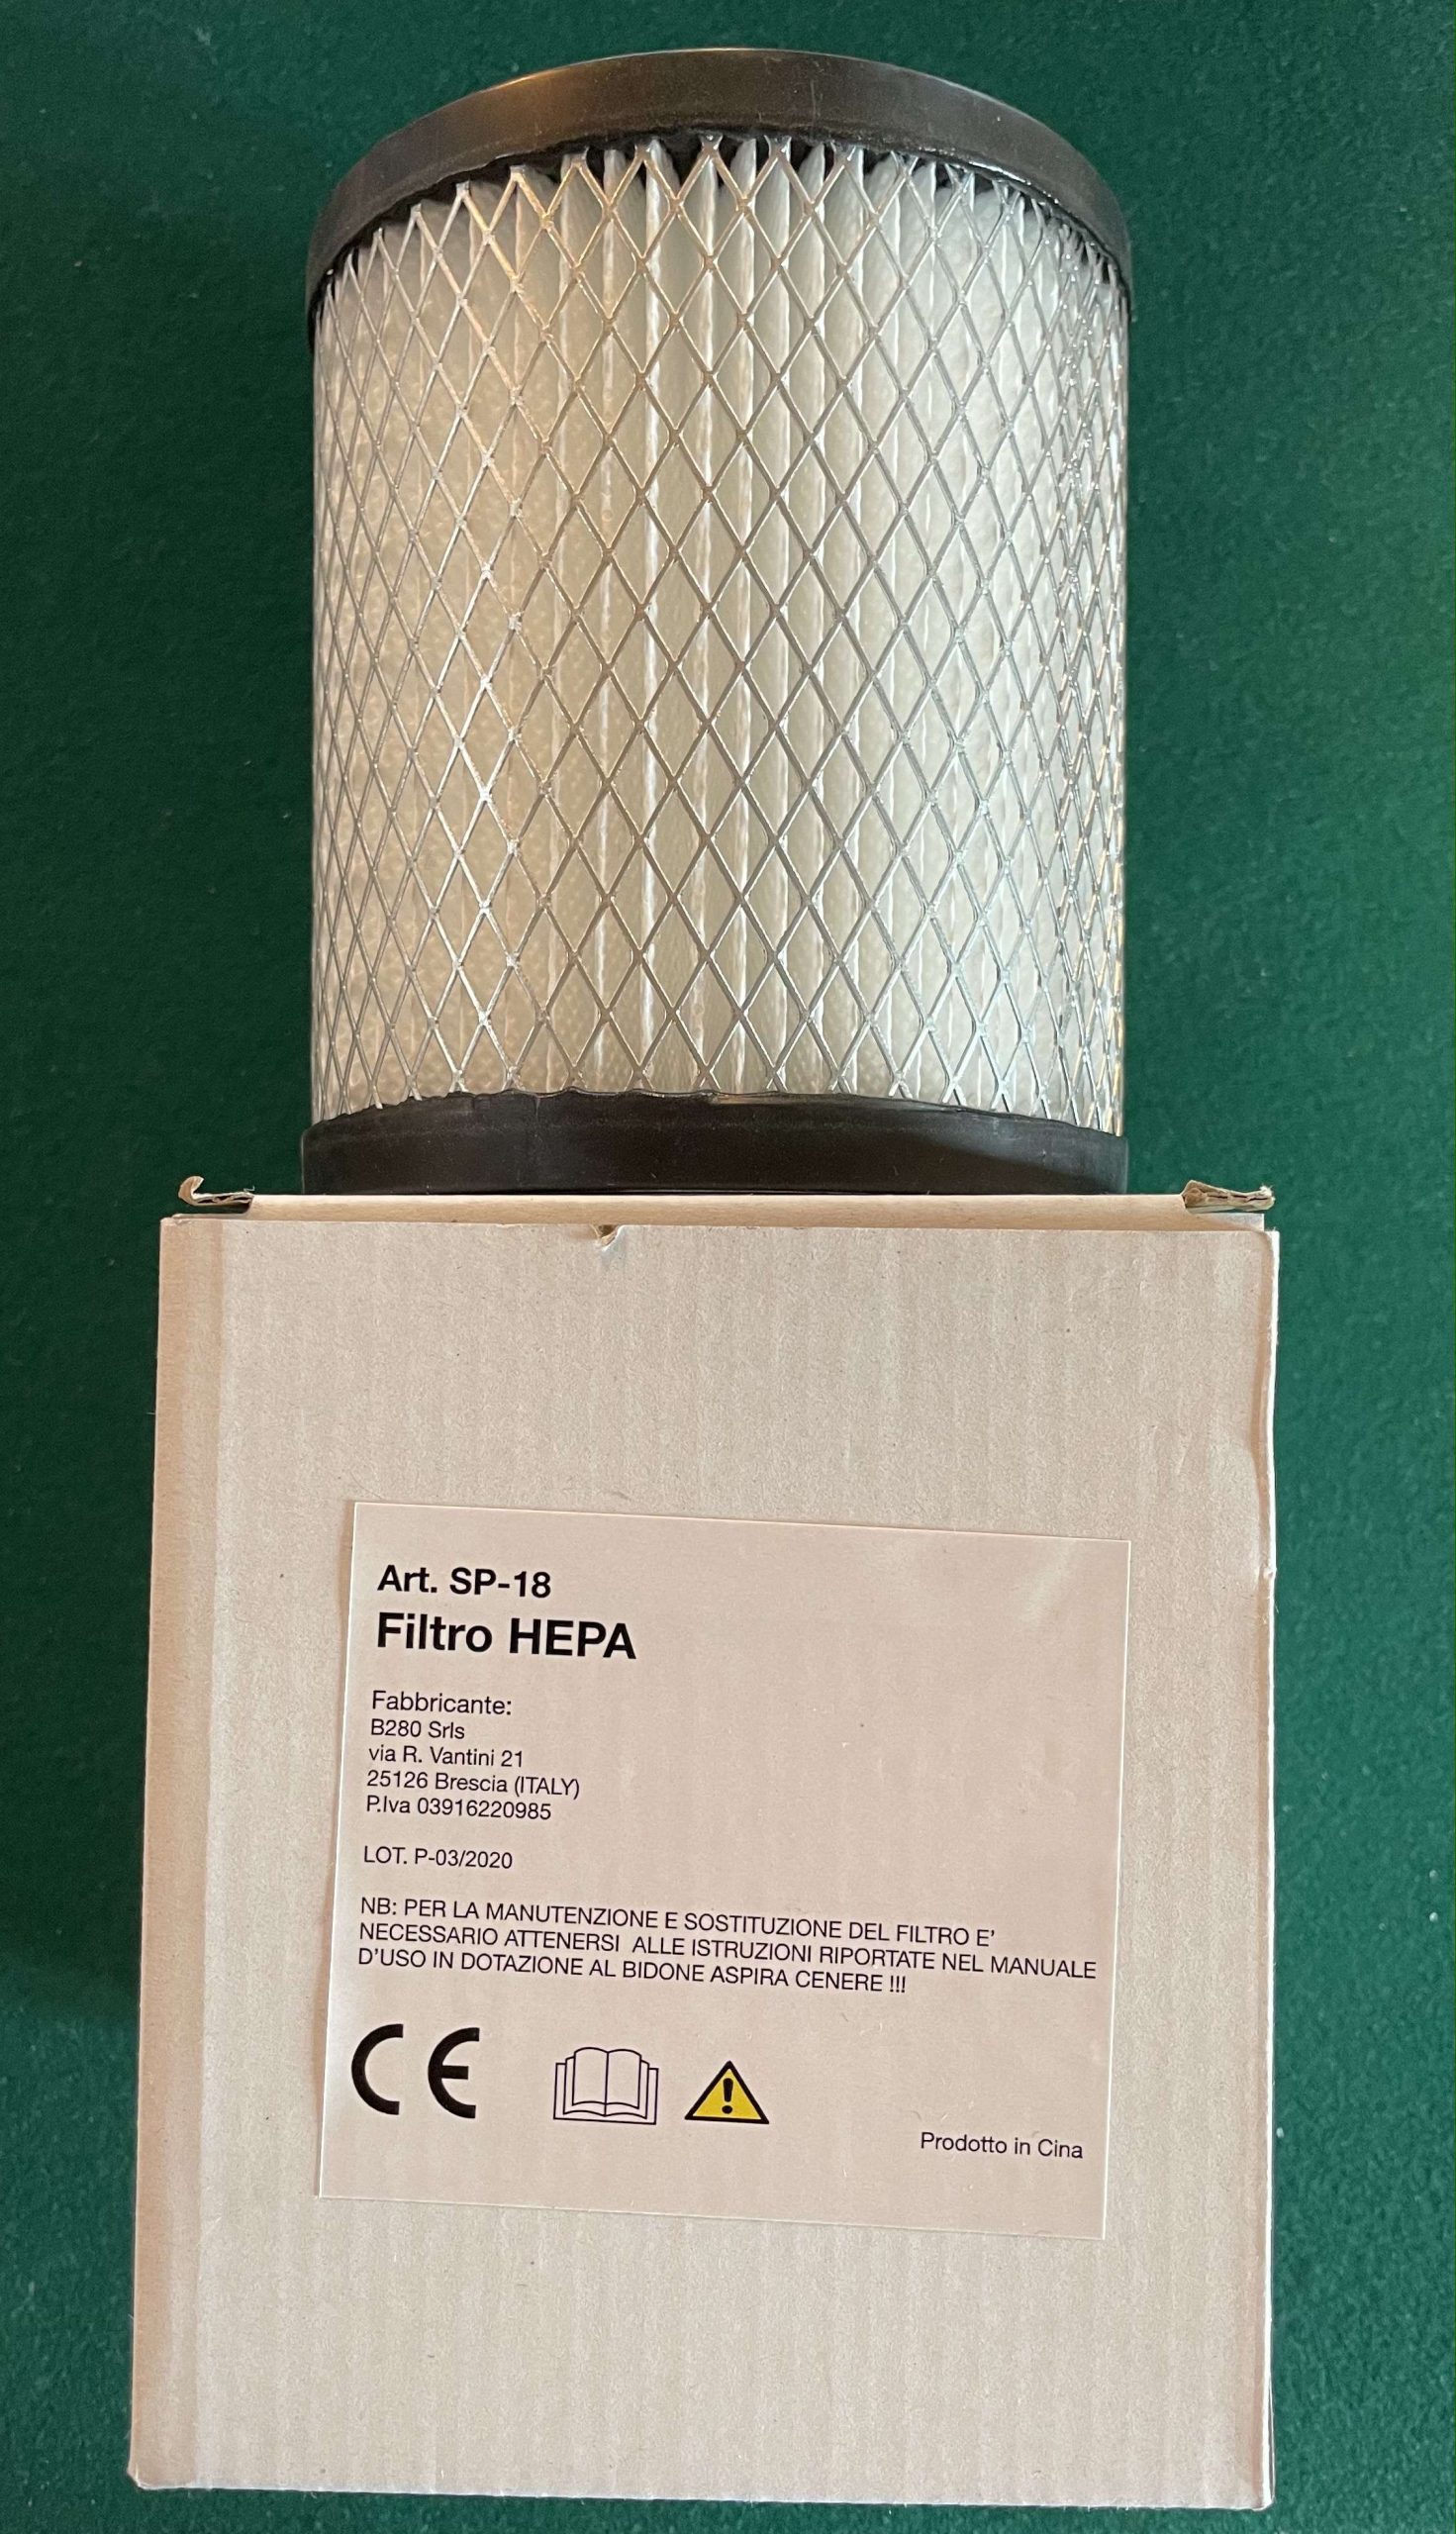 Art. SP-18
Filtro HEPA
Fabbricante:
B280 Srls
via R. Vantini 21
25126 Brescia (ITALY)
P.Iva 03916220985
LOT. P-03/2020
NB: PER LA MANUTENZIONE E SOSTITUZIONE DEL FILTRO E'
NECESSARIO ATTENERSI ALLE ISTRUZIONI RIPORTATE NEL MANUALE
D'USO IN DOTAZIONE AL BIDONE ASPIRA CENERE !!!
CE
Prodotto in Cina